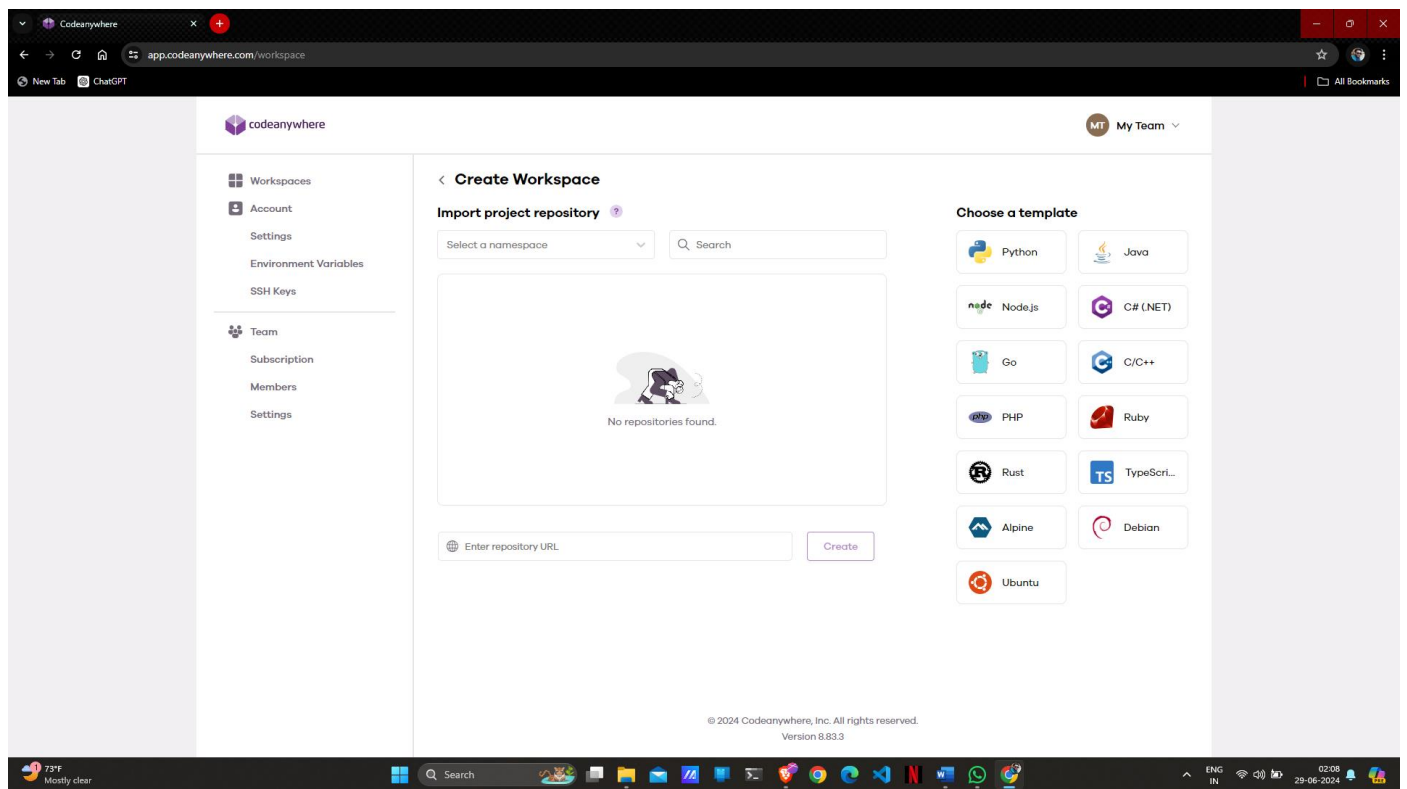 Codeanywhere
app.codeanywhere.com/workspace
New Tab ChatGPT All Bookmarks
codeanywhere MT My Team
Workspaces
Account
Settings
Environment Variables
SSH Keys
Team
Subscription
Members
Settings
Create Workspace
Import project repository ?
Select a namespace Search
No repositories found.
Enter repository URL Create
Choose a template
Python Java
node Node.js C# (.NET)
Go C/C++
php PHP Ruby
Rust TS TypeScri...
Alpine Debian
Ubuntu
© 2024 Codeanywhere, Inc. All rights reserved.
Version 8.83.3
1 73°F
Mostly clear
Search
ENG
IN
02:08
29-06-2024